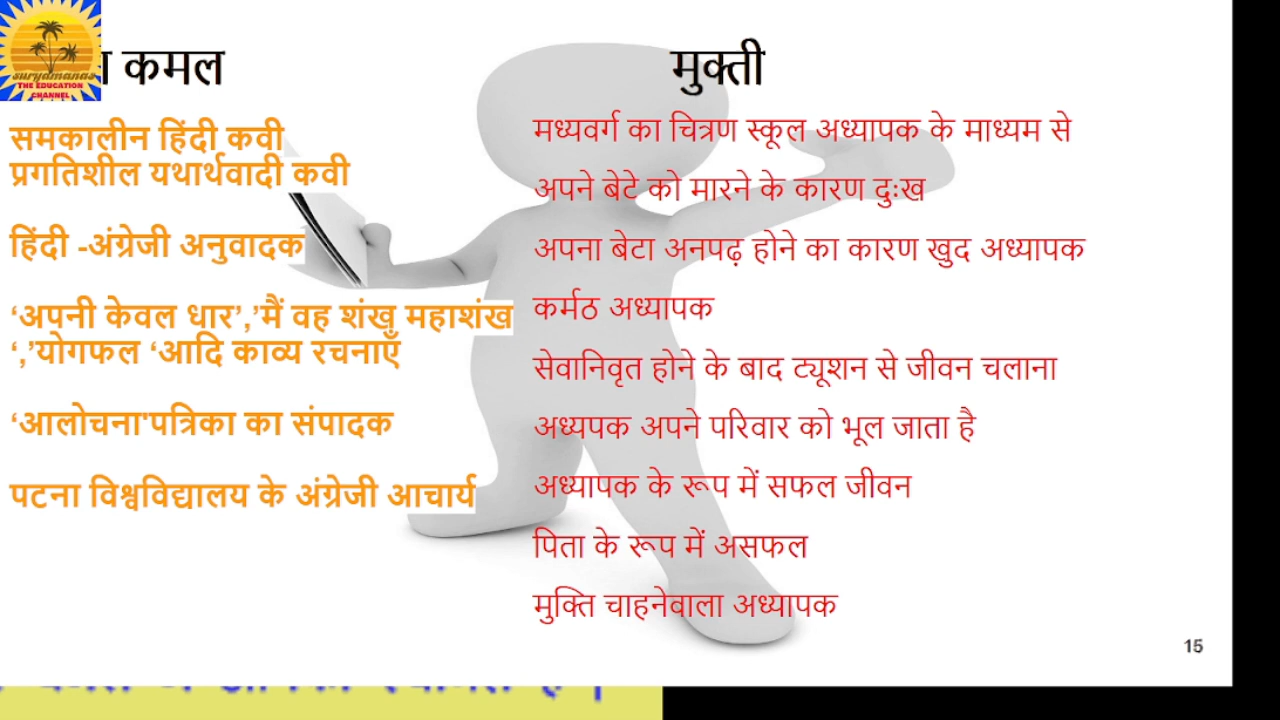 suryamanas
THE EDUCATION
CHANNEL
कमल
समकालीन हिंदी कवी
प्रगतिशील यथार्थवादी कवी
हिंदी -अंग्रेजी अनुवादक
‘अपनी केवल धार’,’मैं वह शंख महाशंख
‘,’योगफल ‘आदि काव्य रचनाएँ
‘आलोचना'पत्रिका का संपादक
पटना विश्वविद्यालय के अंग्रेजी आचार्य
मुक्ती
मध्यवर्ग का चित्रण स्कूल अध्यापक के माध्यम से
अपने बेटे को मारने के कारण दुःख
अपना बेटा अनपढ़ होने का कारण खुद अध्यापक
कर्मठ अध्यापक
सेवानिवृत होने के बाद ट्यूशन से जीवन चलाना
अध्यपक अपने परिवार को भूल जाता है
अध्यापक के रूप में सफल जीवन
पिता के रूप में असफल
मुक्ति चाहनेवाला अध्यापक
15